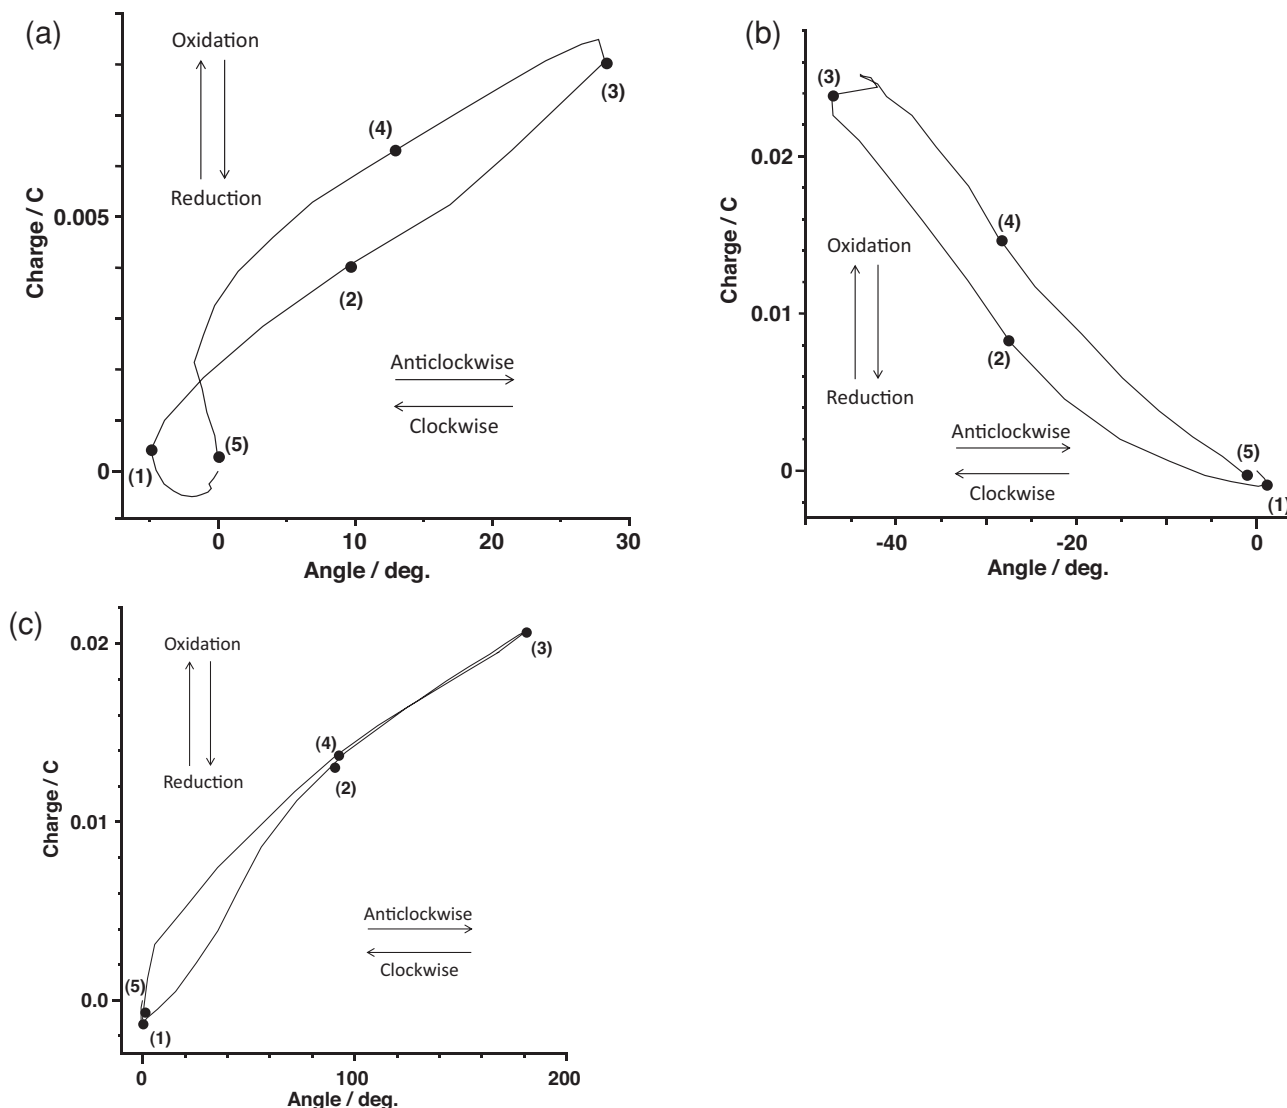 (a)
Oxidation
Reduction
(4)
(3)
(2)
(1)
(5)
Anticlockwise
Clockwise
0.005
0
Charge / C
0
10
20
30
Angle / deg.
(b)
(3)
(4)
(2)
(5)
(1)
Oxidation
Reduction
Anticlockwise
Clockwise
0.02
0.01
0
Charge / C
-40
-20
0
Angle / deg.
(c)
Oxidation
Reduction
(3)
(4)
(2)
(5)
(1)
Anticlockwise
Clockwise
0.02
0.01
0.0
Charge / C
0
100
200
Angle / deg.